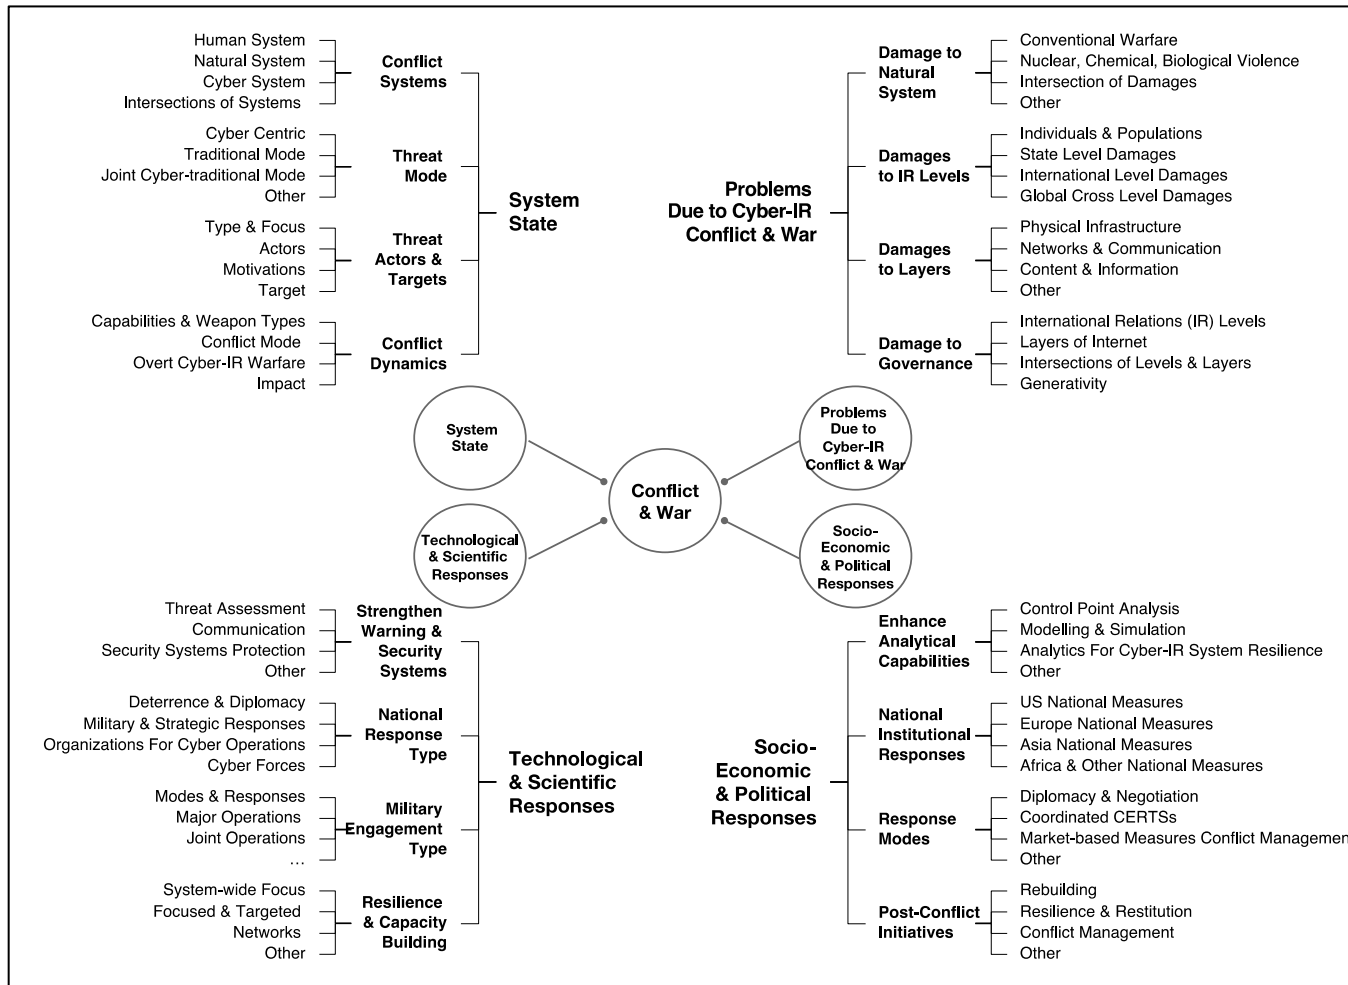 Human System
Natural System
Cyber System
Intersections of Systems
Conflict
Systems
Cyber Centric
Traditional Mode
Joint Cyber-traditional Mode
Other
Threat
Mode
Type & Focus
Actors
Motivations
Target
Threat
Actors &
Targets
Capabilities & Weapon Types
Conflict Mode
Overt Cyber-IR Warfare
Impact
Conflict
Dynamics
System
State
Problems
Due to Cyber-IR
Conflict & War
Damage to
Natural
System
Conventional Warfare
Nuclear, Chemical, Biological Violence
Intersection of Damages
Other
Damages
to IR Levels
Individuals & Populations
State Level Damages
International Level Damages
Global Cross Level Damages
Damages
to Layers
Physical Infrastructure
Networks & Communication
Content & Information
Other
Damage to
Governance
International Relations (IR) Levels
Layers of Internet
Intersections of Levels & Layers
Generativity
System
State
Problems
Due to
Cyber-IR
Conflict & War
Conflict
& War
Technological
& Scientific
Responses
Socio-
Economic
& Political
Responses
Threat Assessment
Communication
Security Systems Protection
Other
Strengthen
Warning &
Security
Systems
Deterrence & Diplomacy
Military & Strategic Responses
Organizations For Cyber Operations
Cyber Forces
National
Response
Type
Modes & Responses
Major Operations
Joint Operations
...
Military
Engagement
Type
System-wide Focus
Focused & Targeted
Networks
Other
Resilience
& Capacity
Building
Technological
& Scientific
Responses
Socio-
Economic
& Political
Responses
Enhance
Analytical
Capabilities
Control Point Analysis
Modelling & Simulation
Analytics For Cyber-IR System Resilience
Other
National
Institutional
Responses
US National Measures
Europe National Measures
Asia National Measures
Africa & Other National Measures
Response
Modes
Diplomacy & Negotiation
Coordinated CERTSs
Market-based Measures Conflict Management
Other
Post-Conflict
Initiatives
Rebuilding
Resilience & Restitution
Conflict Management
Other